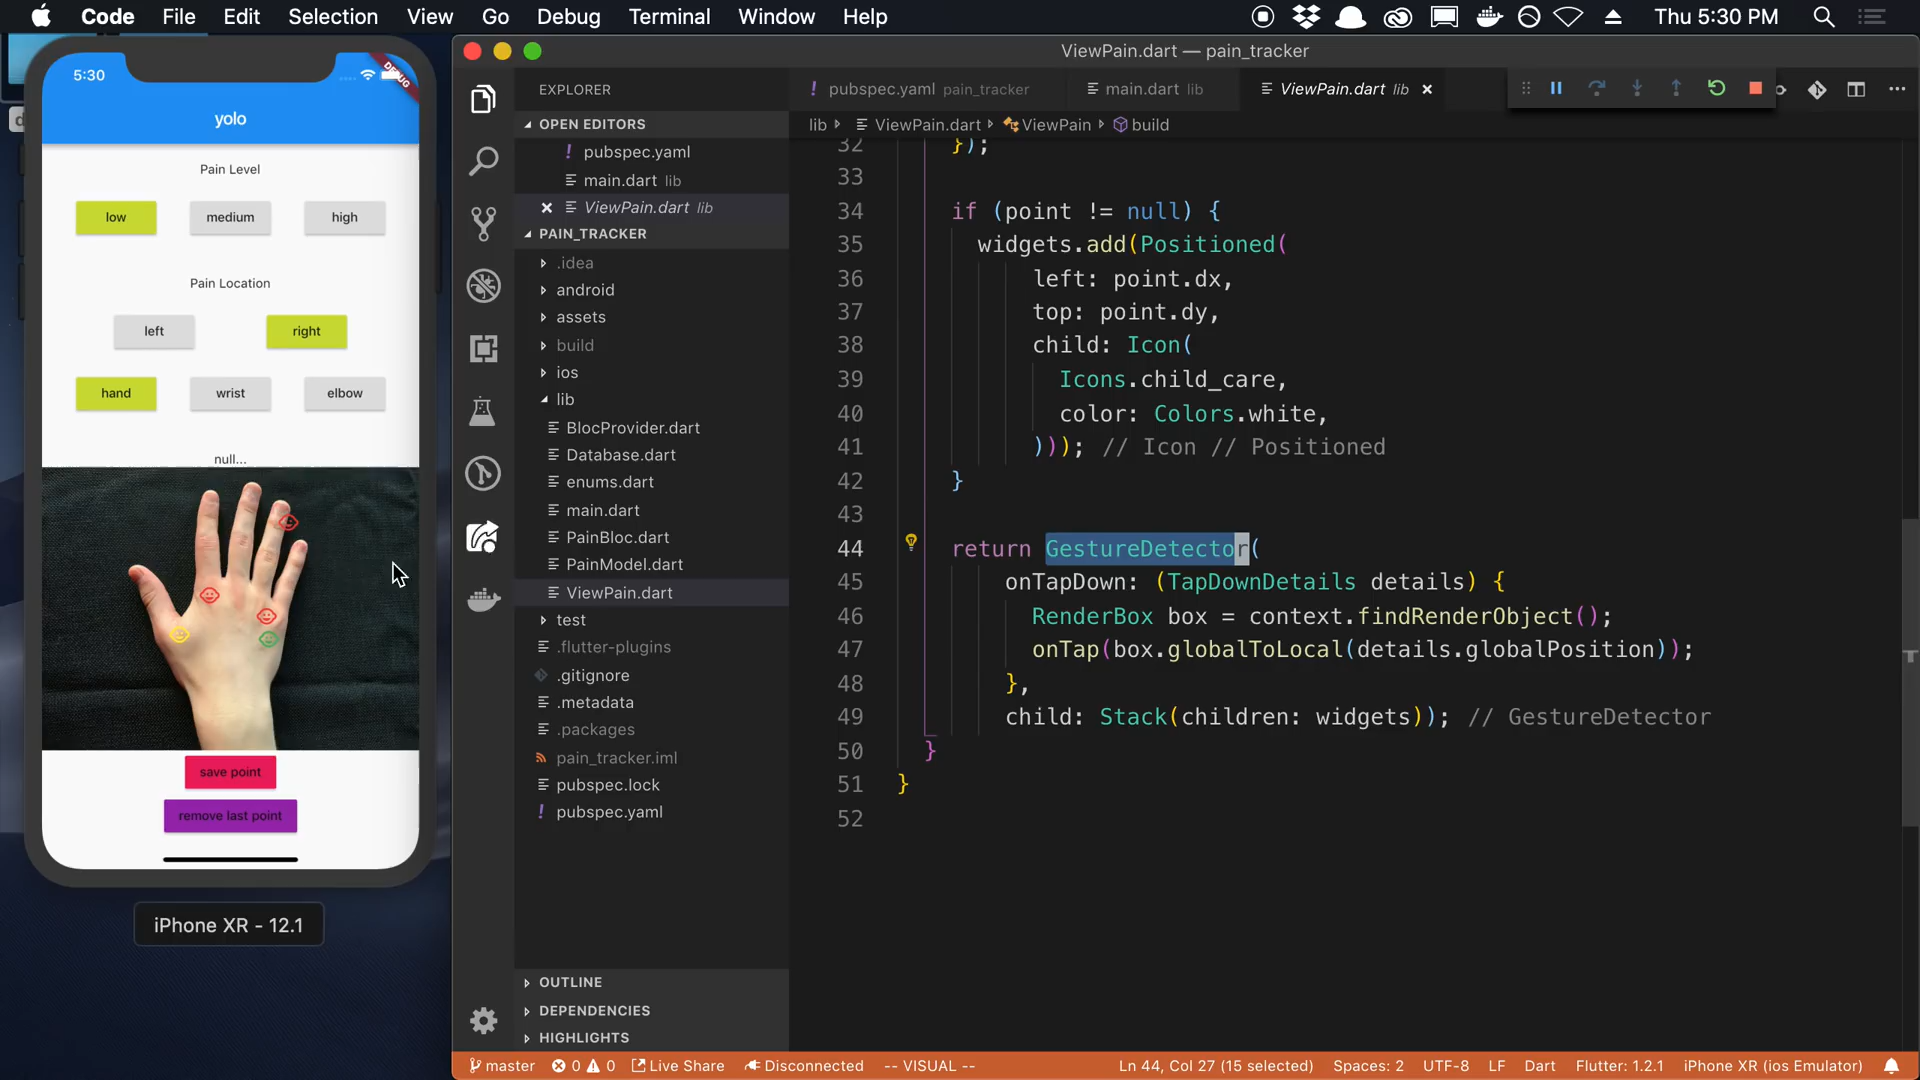 Code File Edit Selection View Go Debug Terminal Window Help Thu 5:30 PM
ViewPain.dart — pain_tracker
5:30
DEBUG
yolo
Pain Level
low medium high
Pain Location
left right
hand wrist elbow
null...
save point
remove last point
iPhone XR - 12.1
EXPLORER
OPEN EDITORS
! pubspec.yaml
main.dart lib
ViewPain.dart lib
PAIN_TRACKER
.idea
android
assets
build
ios
lib
BlocProvider.dart
Database.dart
enums.dart
main.dart
PainBloc.dart
PainModel.dart
ViewPain.dart
test
.flutter-plugins
.gitignore
.metadata
.packages
pain_tracker.iml
pubspec.lock
! pubspec.yaml
OUTLINE
DEPENDENCIES
HIGHLIGHTS
! pubspec.yaml pain_tracker main.dart lib ViewPain.dart lib
lib ViewPain.dart ViewPain build
32 });
33
34 if (point != null) {
35 widgets.add(Positioned(
36 left: point.dx,
37 top: point.dy,
38 child: Icon(
39 Icons.child_care,
40 color: Colors.white,
41 ))); // Icon // Positioned
42 }
43
44 return GestureDetector(
45 onTapDown: (TapDownDetails details) {
46 RenderBox box = context.findRenderObject();
47 onTap(box.globalToLocal(details.globalPosition));
48 },
49 child: Stack(children: widgets)); // GestureDetector
50 }
51 }
52
master 0 0 Live Share Disconnected -- VISUAL -- Ln 44, Col 27 (15 selected) Spaces: 2 UTF-8 LF Dart Flutter: 1.2.1 iPhone XR (ios Emulator)